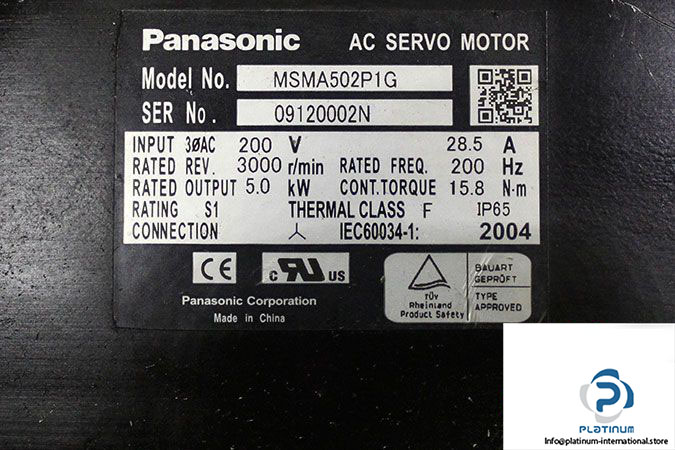 Panasonic AC SERVO MOTOR
Model No. MSMA502P1G
SER No. 09120002N
INPUT 3øAC 200 V 28.5 A
RATED REV. 3000 r/min RATED FREQ. 200 Hz
RATED OUTPUT 5.0 kW CONT.TORQUE 15.8 N·m
RATING S1 THERMAL CLASS F IP65
CONNECTION IEC60034-1: 2004
CE c RU US
TÜV
Rheinland
Product Safety
BAUART
GEPRÜFT
TYPE
APPROVED
Panasonic Corporation
Made in China
PLATINUM
Info@platinum-international.store